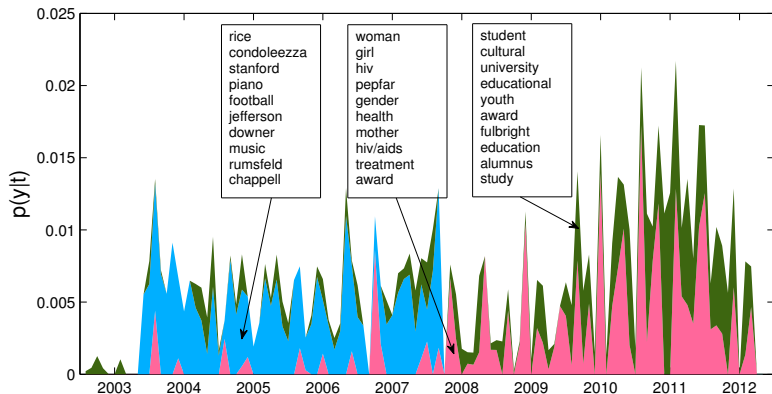 0.025
0.02
0.015
0.01
0.005
0
p(y|t)
rice
condoleezza
stanford
piano
football
jefferson
downer
music
rumsfeld
chappell
woman
girl
hiv
pepfar
gender
health
mother
hiv/aids
treatment
award
student
cultural
university
educational
youth
award
fulbright
education
alumnus
study
2003 2004 2005 2006 2007 2008 2009 2010 2011 2012